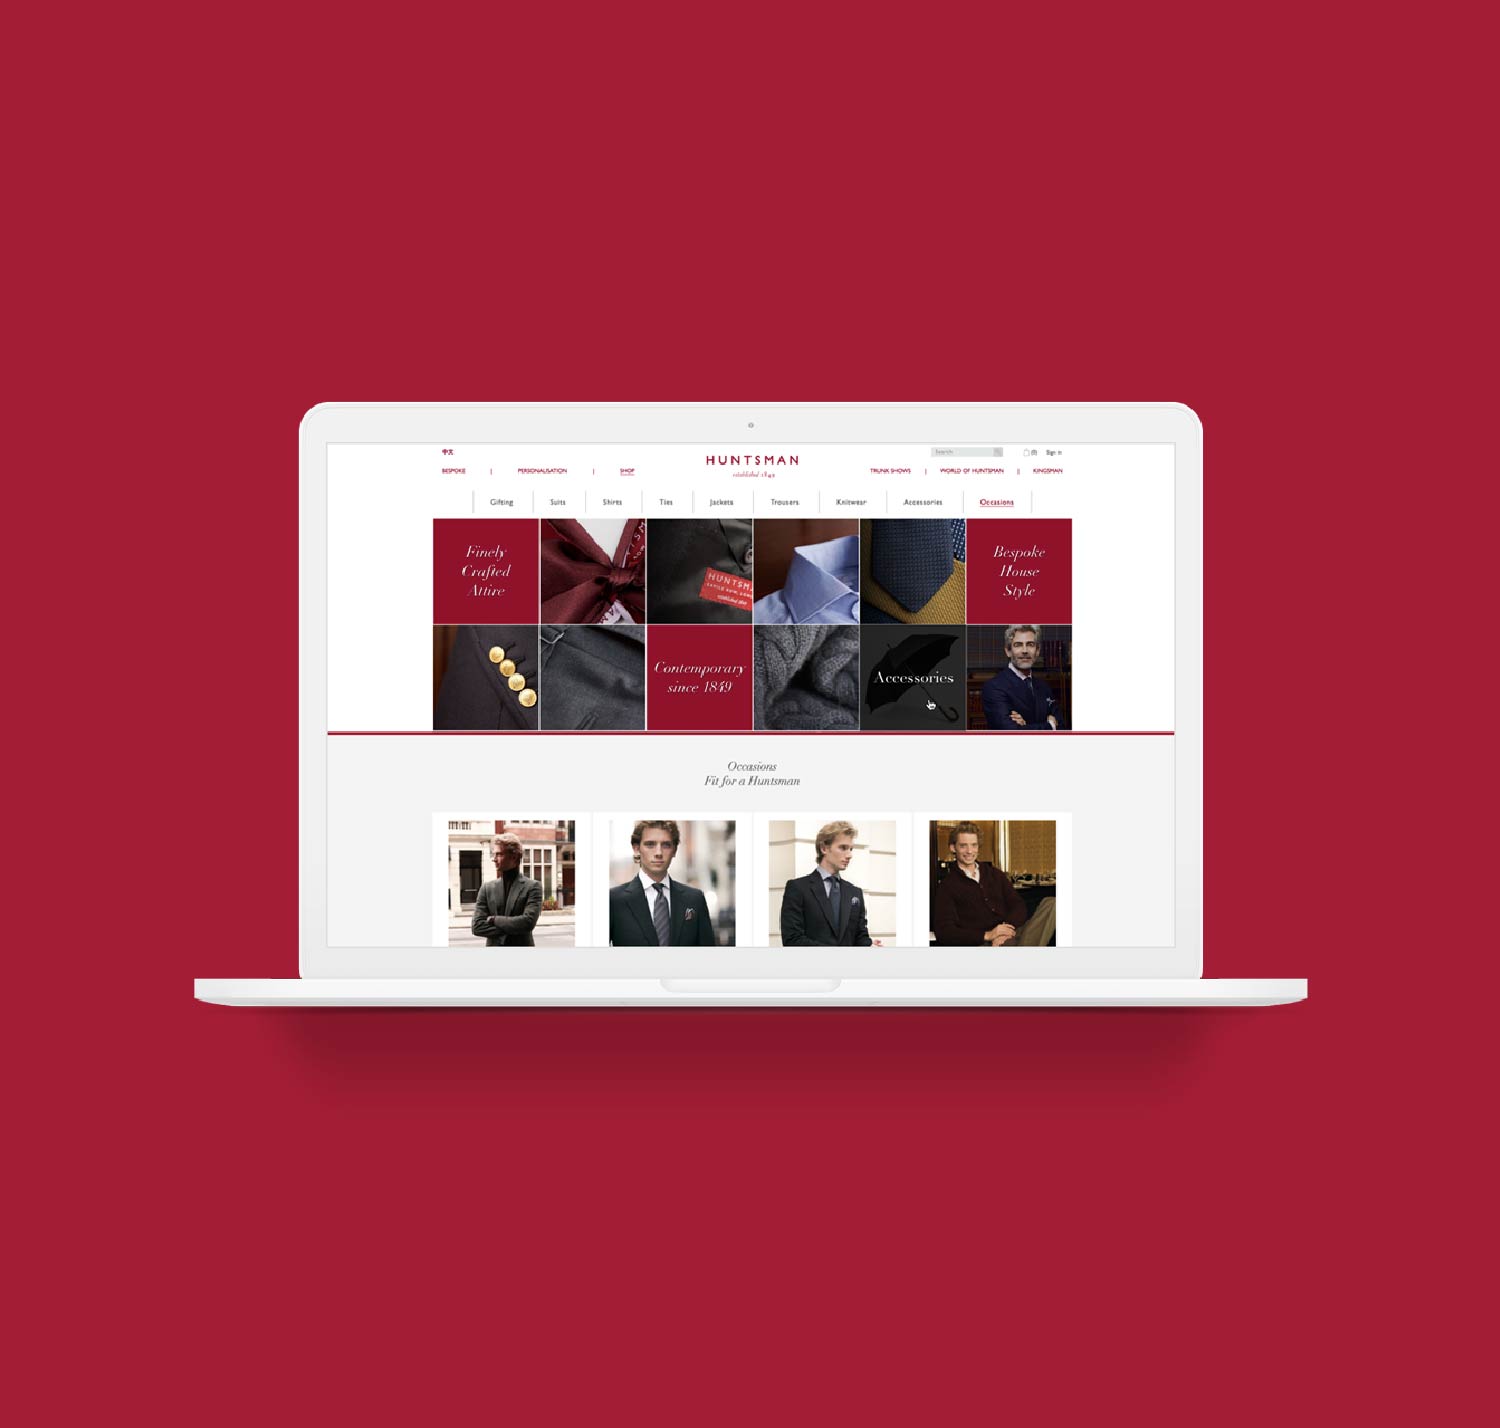 中文
Search
(0)
Sign in
HUNTSMAN
established 1849
BESPOKE | PERSONALISATION | SHOP
TRUNK SHOWS | WORLD OF HUNTSMAN | KINGSMAN
Gifting
Suits
Shirts
Ties
Jackets
Trousers
Knitwear
Accessories
Occasions
Finely
Crafted
Attire
HUNTSM
Bespoke
House
Style
Contemporary
since 1849
Accessories
Occasions
Fit for a Huntsman